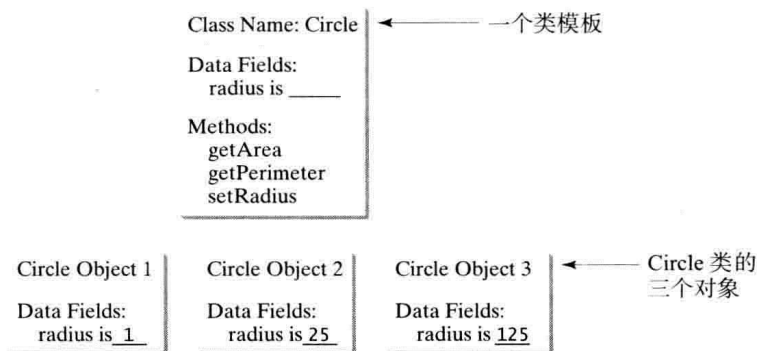 Class Name: Circle
一个类模板
Data Fields:
radius is _____
Methods:
getArea
getPerimeter
setRadius
Circle Object 1
Circle Object 2
Circle Object 3
Circle 类的
三个对象
Data Fields:
radius is 1
Data Fields:
radius is 25
Data Fields:
radius is 125